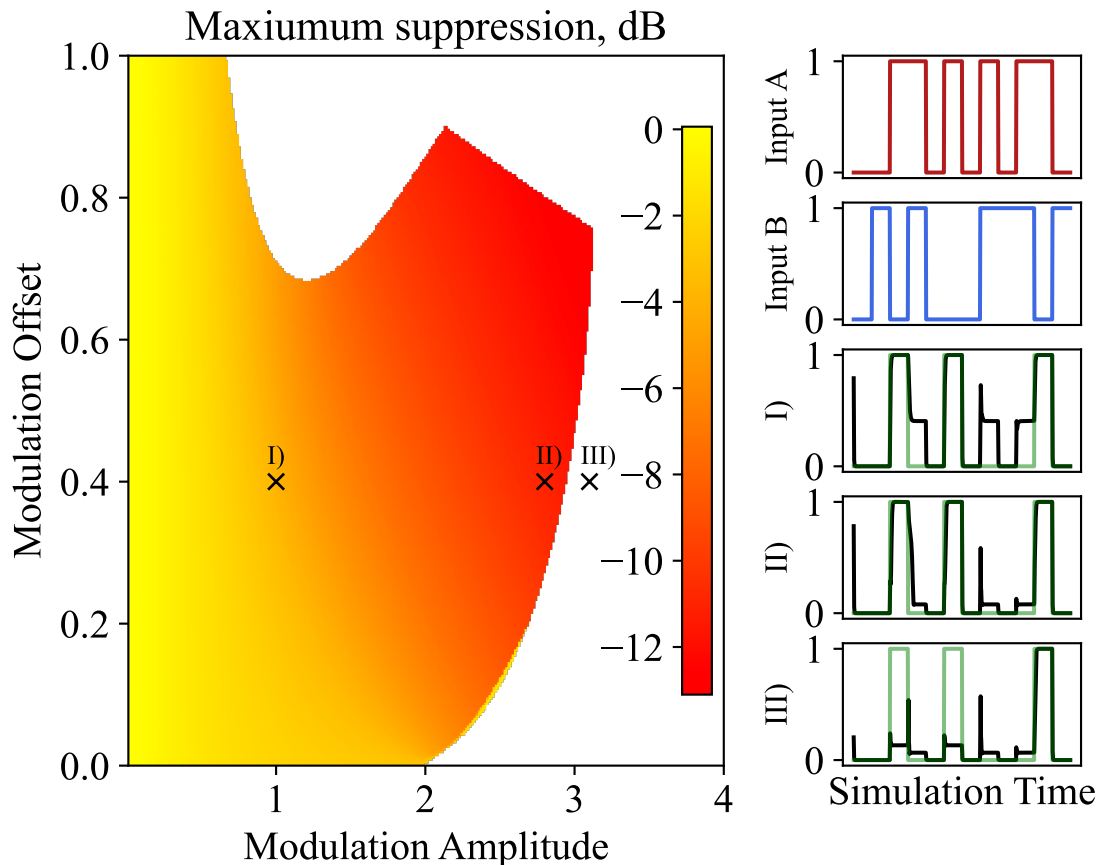 Maxiumum suppression, dB
Modulation Offset
1.0
0.8
0.6
0.4
0.2
0.0
1
2
3
4
Modulation Amplitude
I)
II)
III)
0
−2
−4
−6
−8
−10
−12
Input A
1
0
Input B
1
0
I)
1
0
II)
1
0
III)
1
0
Simulation Time